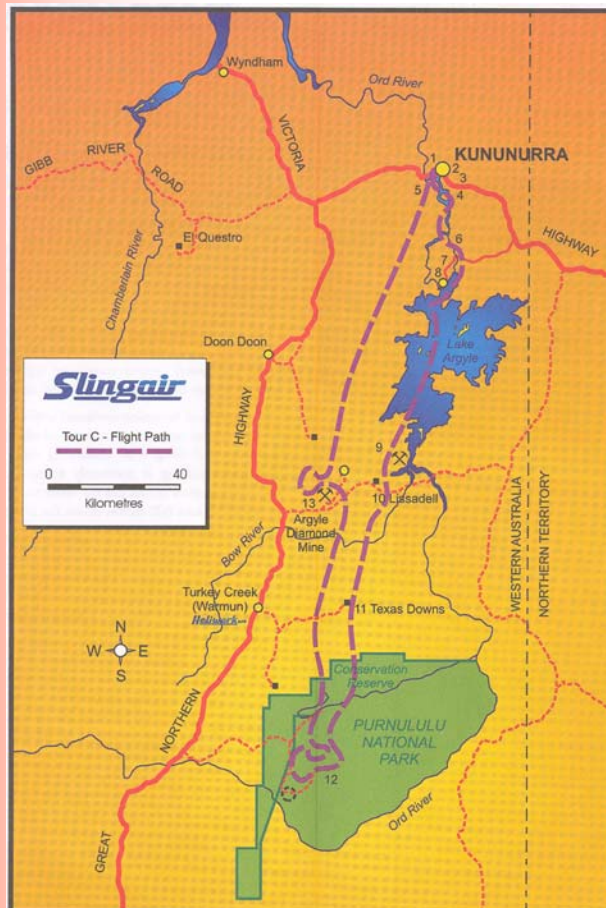 Wyndham
Ord River
GIBB RIVER ROAD
VICTORIA
HIGHWAY
1
2
KUNUNURRA
3
5
4
El Questro
Chamberlain River
6
7
8
Doon Doon
Lake
Argyle
Slingair
Tour C - Flight Path
0 40
Kilometres
HIGHWAY
9
10 Lissadell
13
Argyle
Diamond
Mine
WESTERN AUSTRALIA
NORTHERN TERRITORY
Bow River
Turkey Creek
(Warmun)
11 Texas Downs
N
W E
S
Conservation
Reserve
PURNULULU
NATIONAL
PARK
NORTHERN
12
Ord River
GREAT